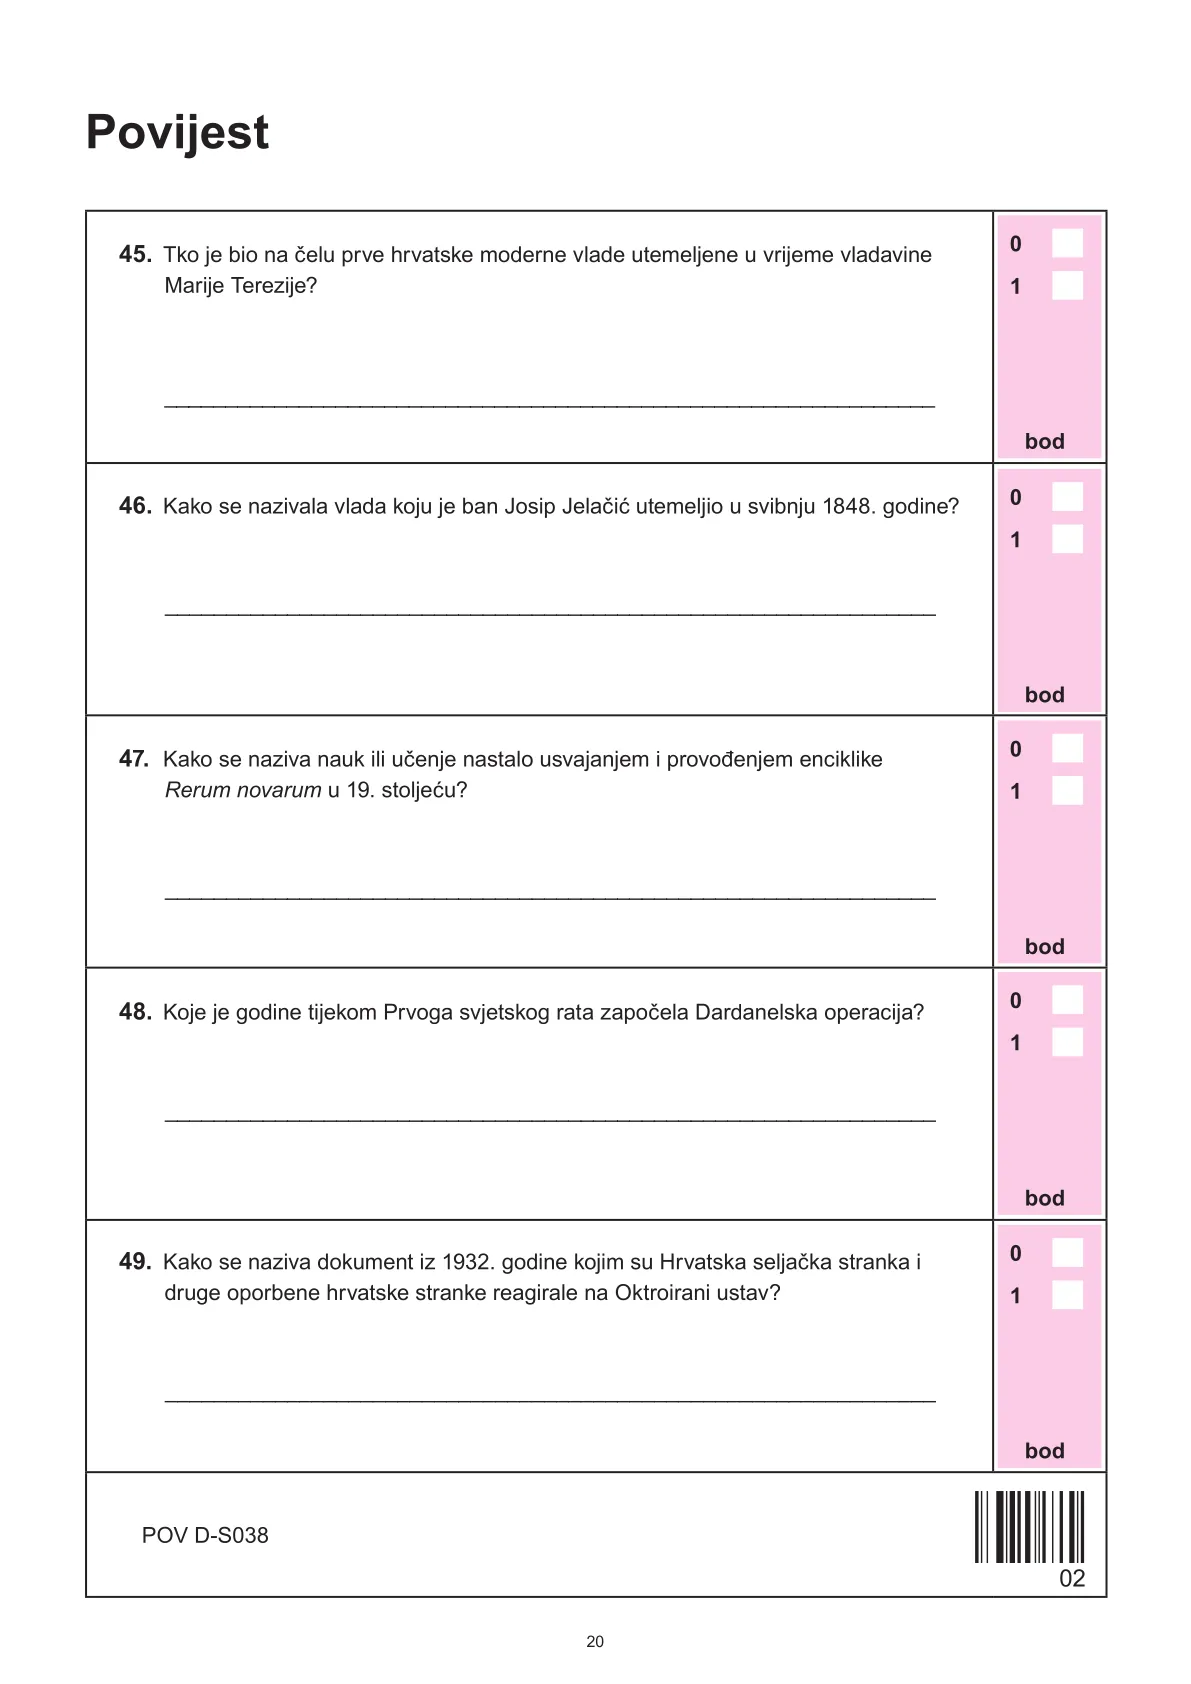 Povijest
45. Tko je bio na čelu prve hrvatske moderne vlade utemeljene u vrijeme vladavine
Marije Terezije?
0
1
bod
46. Kako se nazivala vlada koju je ban Josip Jelačić utemeljio u svibnju 1848. godine?
0
1
bod
47. Kako se naziva nauk ili učenje nastalo usvajanjem i provođenjem enciklike
Rerum novarum u 19. stoljeću?
0
1
bod
48. Koje je godine tijekom Prvoga svjetskog rata započela Dardanelska operacija?
0
1
bod
49. Kako se naziva dokument iz 1932. godine kojim su Hrvatska seljačka stranka i
druge oporbene hrvatske stranke reagirale na Oktroirani ustav?
0
1
bod
POV D-S038
02
20